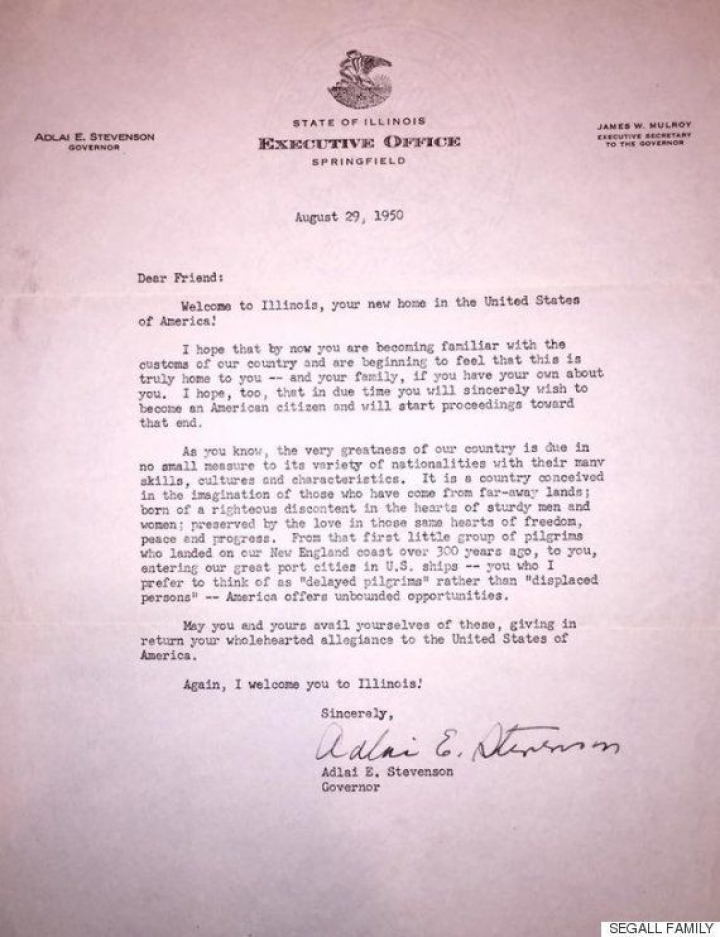 STATE OF ILLINOIS
ADLAI E. STEVENSON
GOVERNOR
EXECUTIVE OFFICE
SPRINGFIELD
JAMES W. MULROY
EXECUTIVE SECRETARY
TO THE GOVERNOR
August 29, 1950
Dear Friend:
Welcome to Illinois, your new home in the United States
of America!
I hope that by now you are becoming familiar with the
customs of our country and are beginning to feel that this is
truly home to you -- and your family, if you have your own about
you. I hope, too, that in due time you will sincerely wish to
become an American citizen and will start proceedings toward
that end.
As you know, the very greatness of our country is due in
no small measure to its variety of nationalities with their many
skills, cultures and characteristics. It is a country conceived
in the imagination of those who have come from far-away lands;
born of a righteous discontent in the hearts of sturdy men and
women; preserved by the love in those same hearts of freedom,
peace and progress. From that first little group of pilgrims
who landed on our New England coast over 300 years ago, to you,
entering our great port cities in U.S. ships -- you who I
prefer to think of as "delayed pilgrims" rather than "displaced
persons" -- America offers unbounded opportunities.
May you and yours avail yourselves of these, giving in
return your wholehearted allegiance to the United States of
America.
Again, I welcome you to Illinois!
Sincerely,
Adlai E. Stevenson
Adlai E. Stevenson
Governor
SEGALL FAMILY